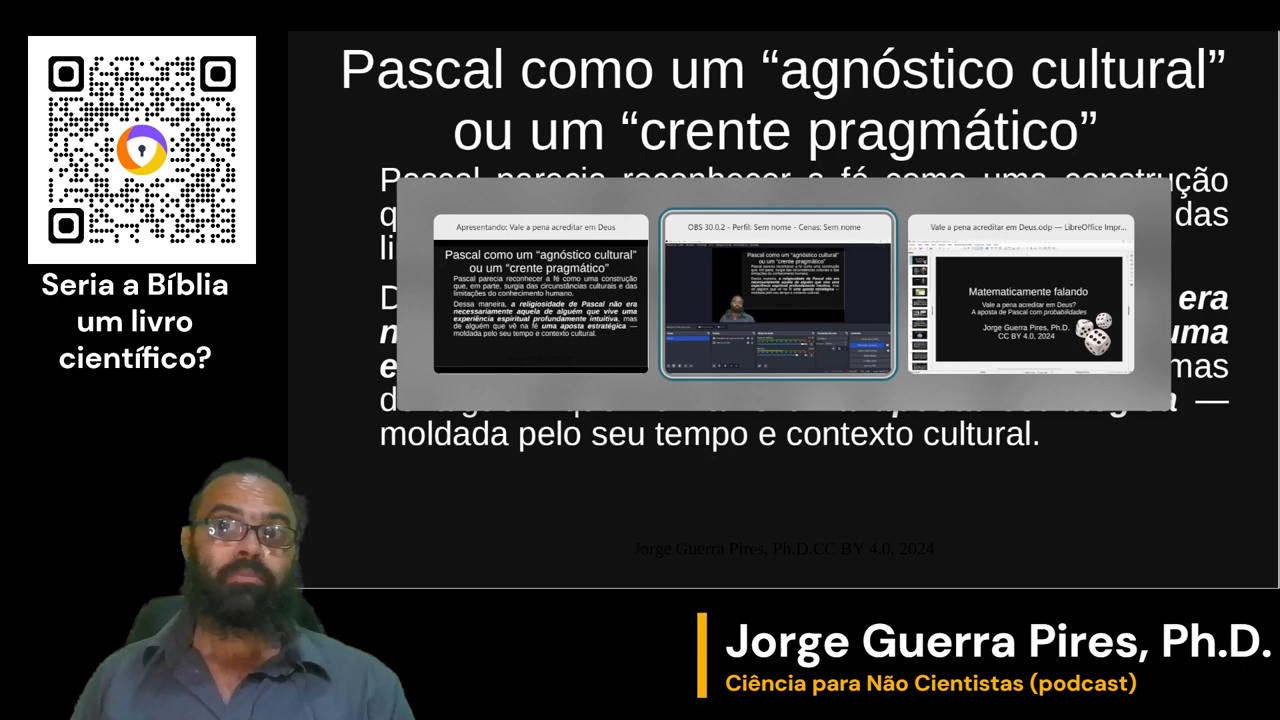 Pascal como um “agnóstico cultural”
ou um “crente pragmático”
Pascal parecia reconhecer a fé como uma construção
das
era
uma
mas
—
moldada pelo seu tempo e contexto cultural.
Apresentando: Vale a pena acreditar em Deus
Pascal como um “agnóstico cultural”
ou um “crente pragmático”
Pascal parecia reconhecer a fé como uma construção
que, em parte, surgia das circunstâncias culturais e das
limitações do conhecimento humano.
Dessa maneira, a religiosidade de Pascal não era
necessariamente aquela de alguém que vive uma
experiência espiritual profundamente intuitiva, mas
de alguém que vê na fé uma aposta estratégica —
moldada pelo seu tempo e contexto cultural.
OBS 30.0.2 - Perfil: Sem nome - Cenas: Sem nome
Vale a pena acreditar em Deus.odp — LibreOffice Impr...
Matematicamente falando
Vale a pena acreditar em Deus?
A aposta de Pascal com probabilidades
Jorge Guerra Pires, Ph.D.
CC BY 4.0, 2024
Jorge Guerra Pires, Ph.D.CC BY 4.0, 2024
Seria a Bíblia
um livro
científico?
Jorge Guerra Pires, Ph.D.
Ciência para Não Cientistas (podcast)